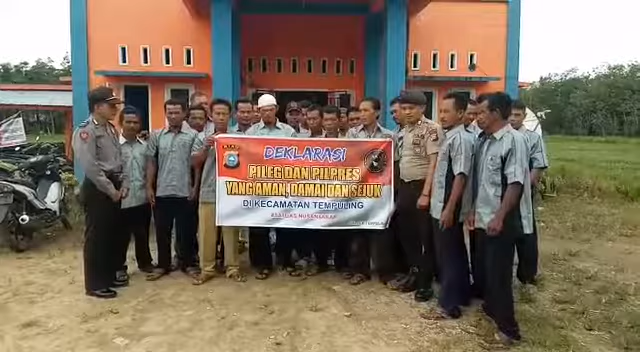 DEKLARASI
PILEG DAN PILPRES
YANG AMAN, DAMAI DAN SEJUK
DI KECAMATAN TEMPULING